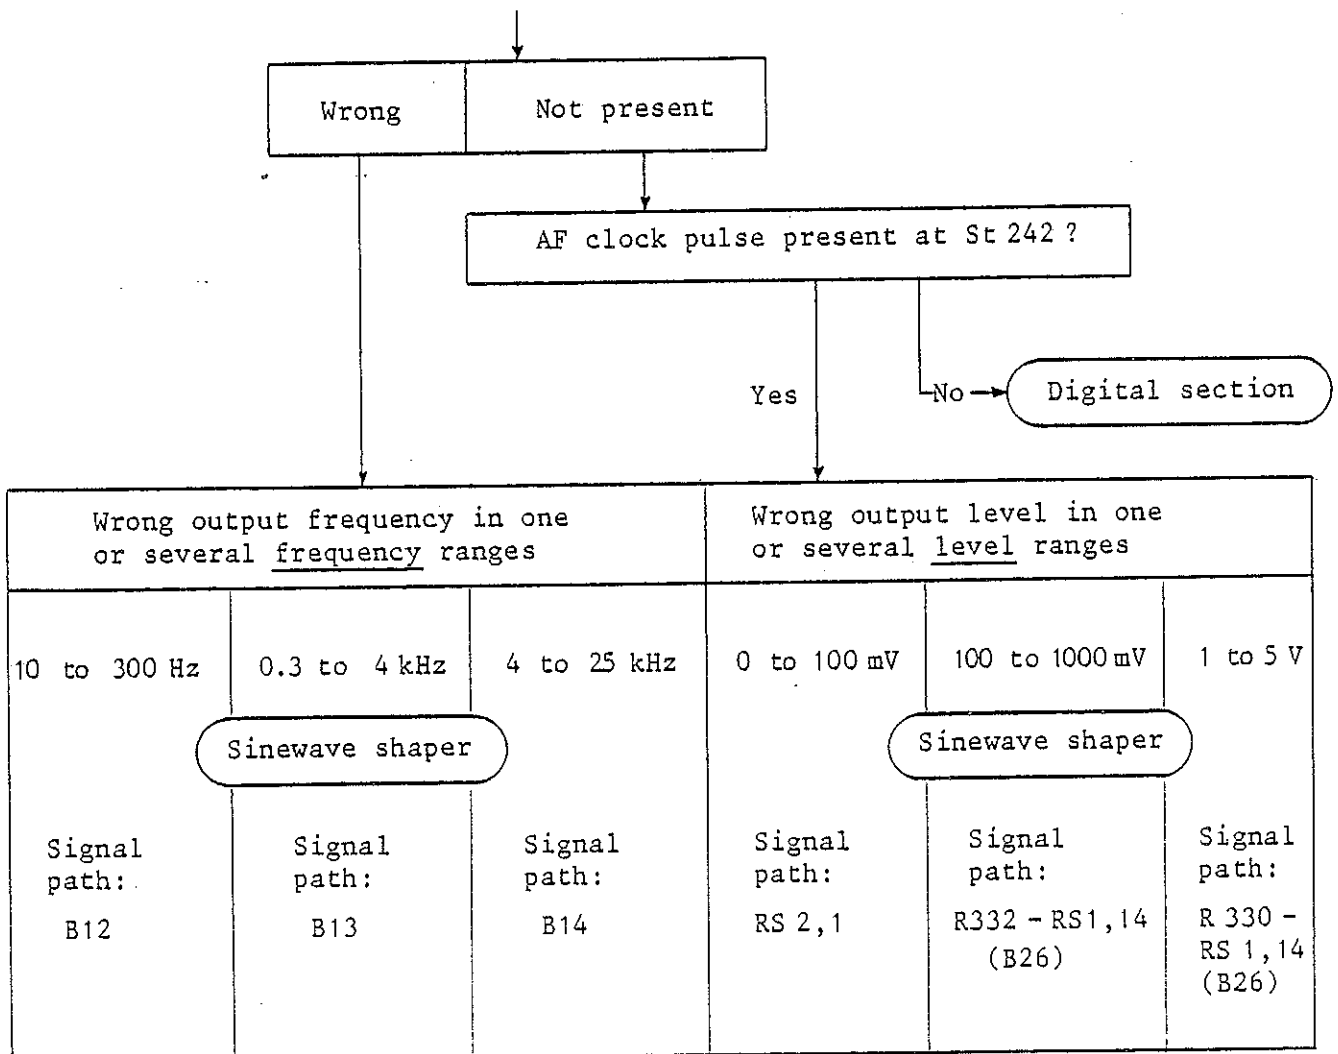 Wrong
Not present
AF clock pulse present at St 242 ?
Yes
No
Digital section
Wrong output frequency in one
or several frequency ranges
Wrong output level in one
or several level ranges
10 to 300 Hz
0.3 to 4 kHz
4 to 25 kHz
0 to 100 mV
100 to 1000 mV
1 to 5 V
Sinewave shaper
Sinewave shaper
Signal
path:
B12
Signal
path:
B13
Signal
path:
B14
Signal
path:
RS 2,1
Signal
path:
R332 - RS1,14
(B26)
Signal
path:
R 330 -
RS 1,14
(B26)